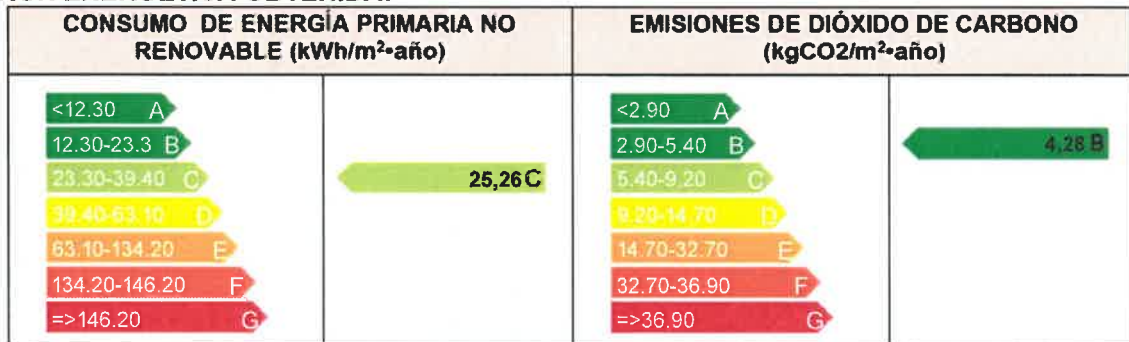 CONSUMO DE ENERGÍA PRIMARIA NO
RENOVABLE (kWh/m²•año)
<12.30 A
12.30-23.3 B
23.30-39.40 C
39.40-63.10 D
63.10-134.20 E
134.20-146.20 F
=>146.20 G
25,26 C
EMISIONES DE DIÓXIDO DE CARBONO
(kgCO2/m²•año)
<2.90 A
2.90-5.40 B
5.40-9.20 C
9.20-14.70 D
14.70-32.70 E
32.70-36.90 F
=>36.90 G
4,28 B